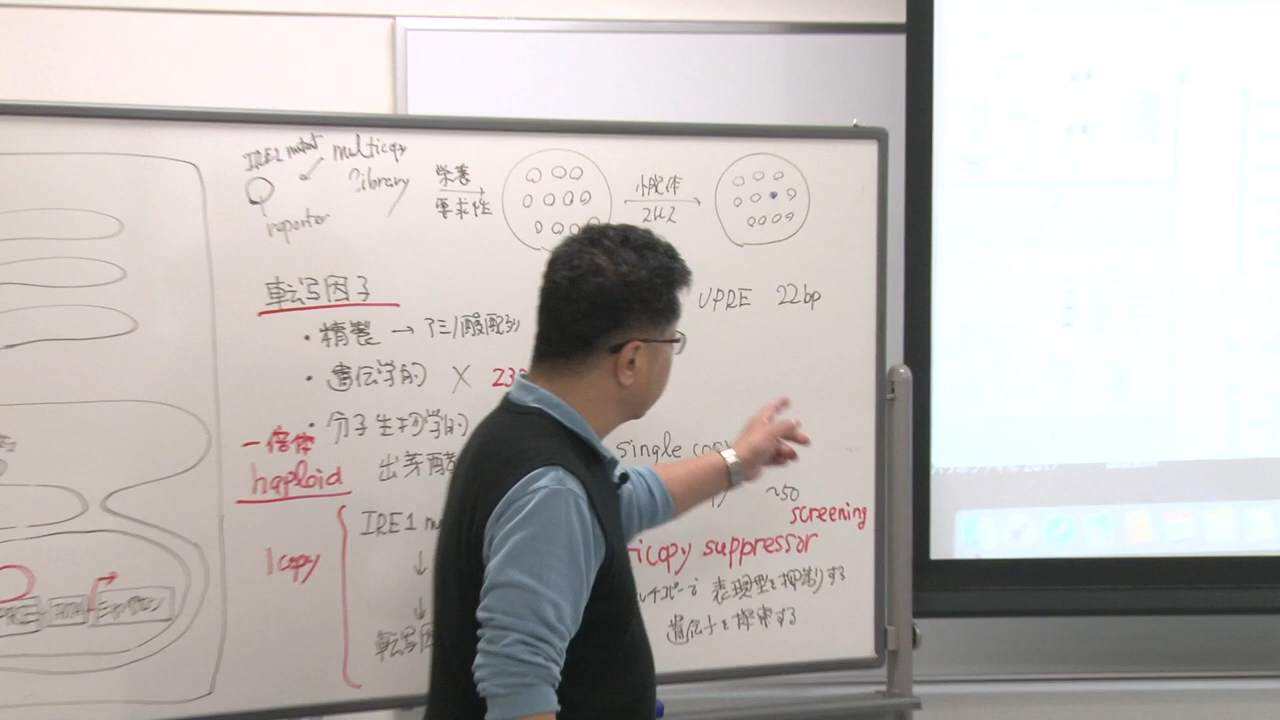 IRE1 mutant multicopy
library
reporter
栄養
要求性
小胞体
ストレス
転写因子
・精製 → アミノ酸配列
・遺伝学的 × 232
・分子生物学的
出芽酵
一倍体
haploid
1copy
IRE1 m
↓
↓
転写因
UPRE 22bp
single copy
~50
screening
ticopy suppressor
ルチコピーで 表現型を抑制する
遺伝子を探索する